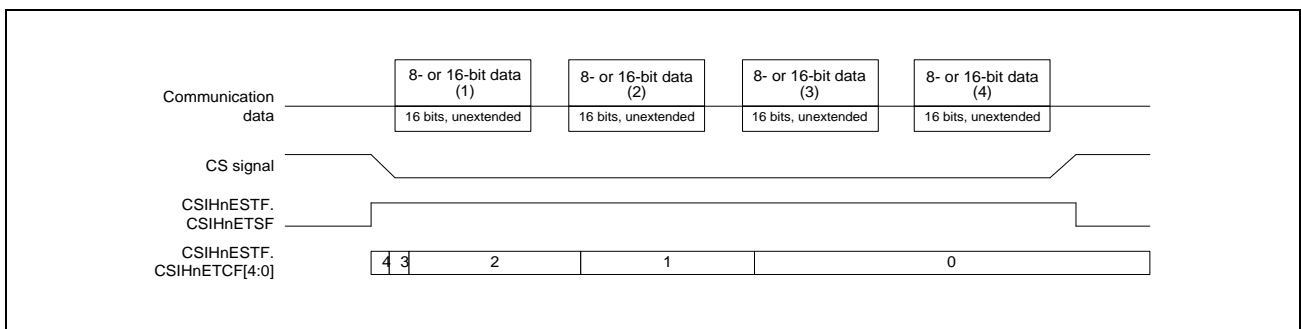 8- or 16-bit data
(1)
8- or 16-bit data
(2)
8- or 16-bit data
(3)
8- or 16-bit data
(4)
Communication
data
16 bits, unextended
16 bits, unextended
16 bits, unextended
16 bits, unextended
CS signal
CSIHnESTF.
CSIHnETSF
CSIHnESTF.
CSIHnETCF[4:0]
4 3 2 1 0